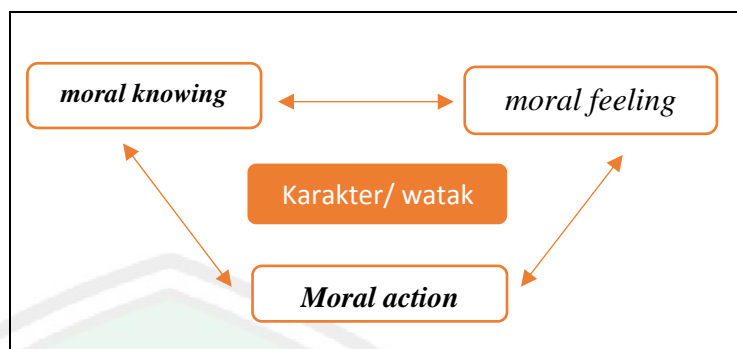 moral knowing
moral feeling
Karakter/ watak
Moral action